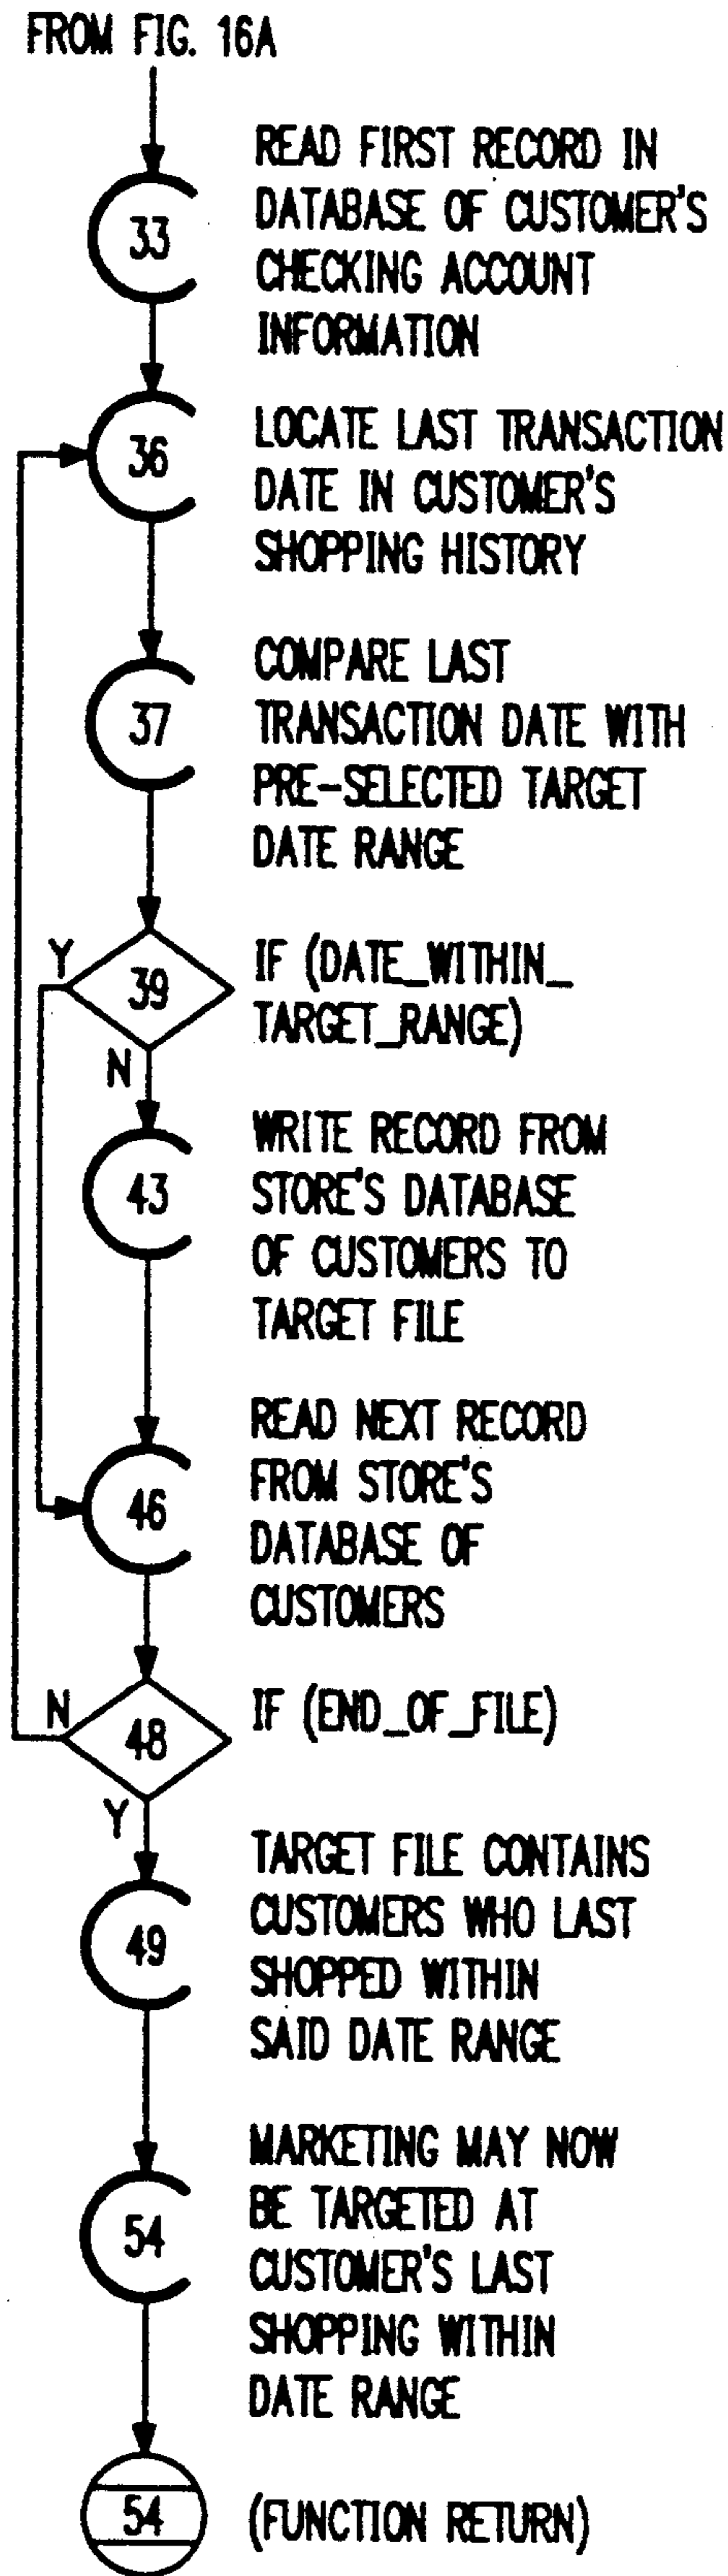 FROM FIG. 16A
33
READ FIRST RECORD IN
DATABASE OF CUSTOMER'S
CHECKING ACCOUNT
INFORMATION
36
LOCATE LAST TRANSACTION
DATE IN CUSTOMER'S
SHOPPING HISTORY
37
COMPARE LAST
TRANSACTION DATE WITH
PRE-SELECTED TARGET
DATE RANGE
Y
39
N
IF (DATE_WITHIN_
TARGET_RANGE)
43
WRITE RECORD FROM
STORE'S DATABASE
OF CUSTOMERS TO
TARGET FILE
46
READ NEXT RECORD
FROM STORE'S
DATABASE OF
CUSTOMERS
N
48
Y
IF (END_OF_FILE)
49
TARGET FILE CONTAINS
CUSTOMERS WHO LAST
SHOPPED WITHIN
SAID DATE RANGE
54
MARKETING MAY NOW
BE TARGETED AT
CUSTOMER'S LAST
SHOPPING WITHIN
DATE RANGE
54
(FUNCTION RETURN)